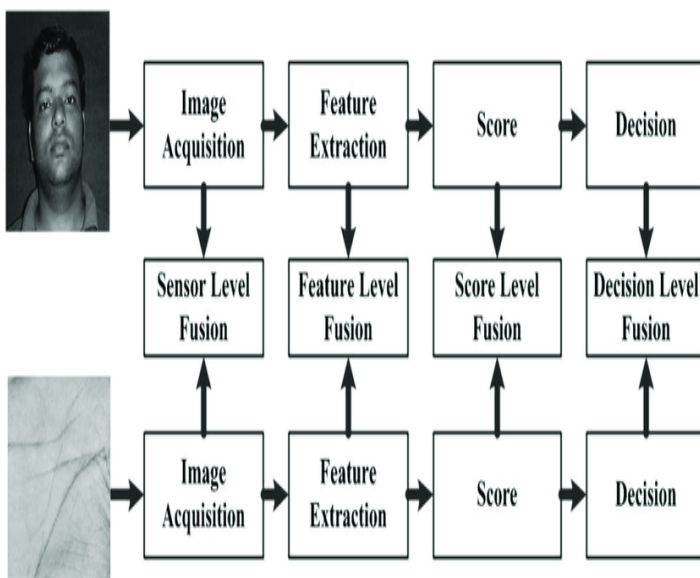 Image
Acquisition
Feature
Extraction
Score
Decision
Sensor Level
Fusion
Feature Level
Fusion
Score Level
Fusion
Decision Level
Fusion
Image
Acquisition
Feature
Extraction
Score
Decision